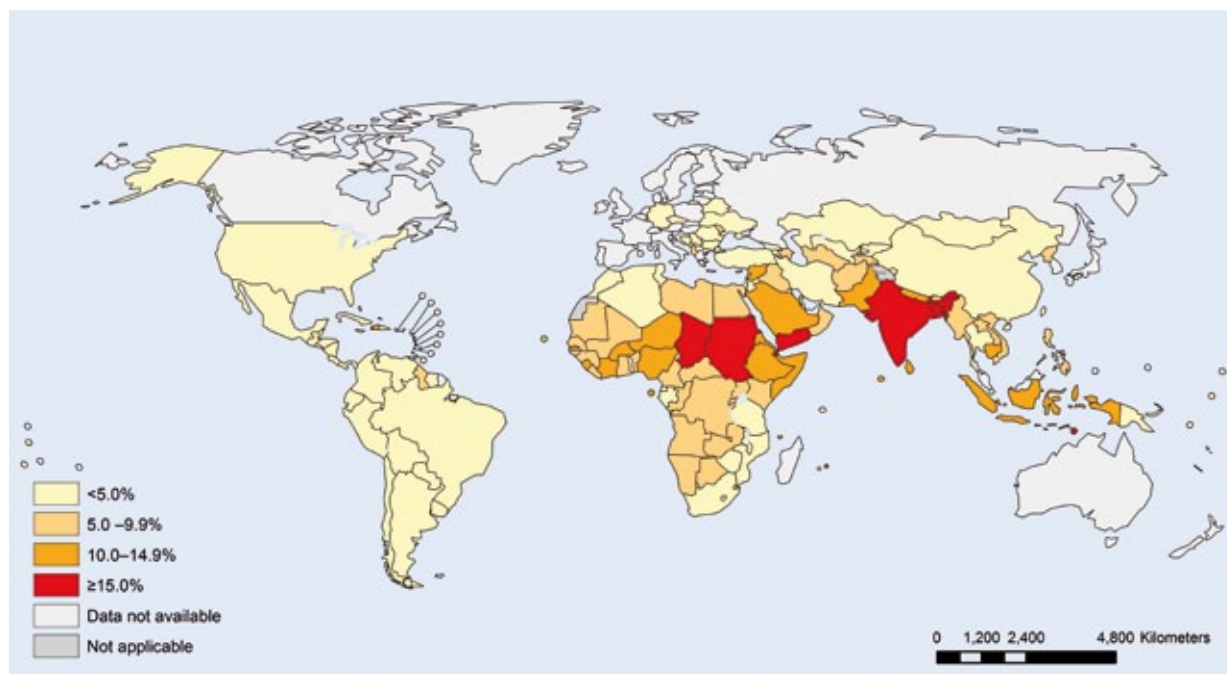 <5.0%
5.0 –9.9%
10.0–14.9%
≥15.0%
Data not available
Not applicable
0 1,200 2,400 4,800 Kilometers